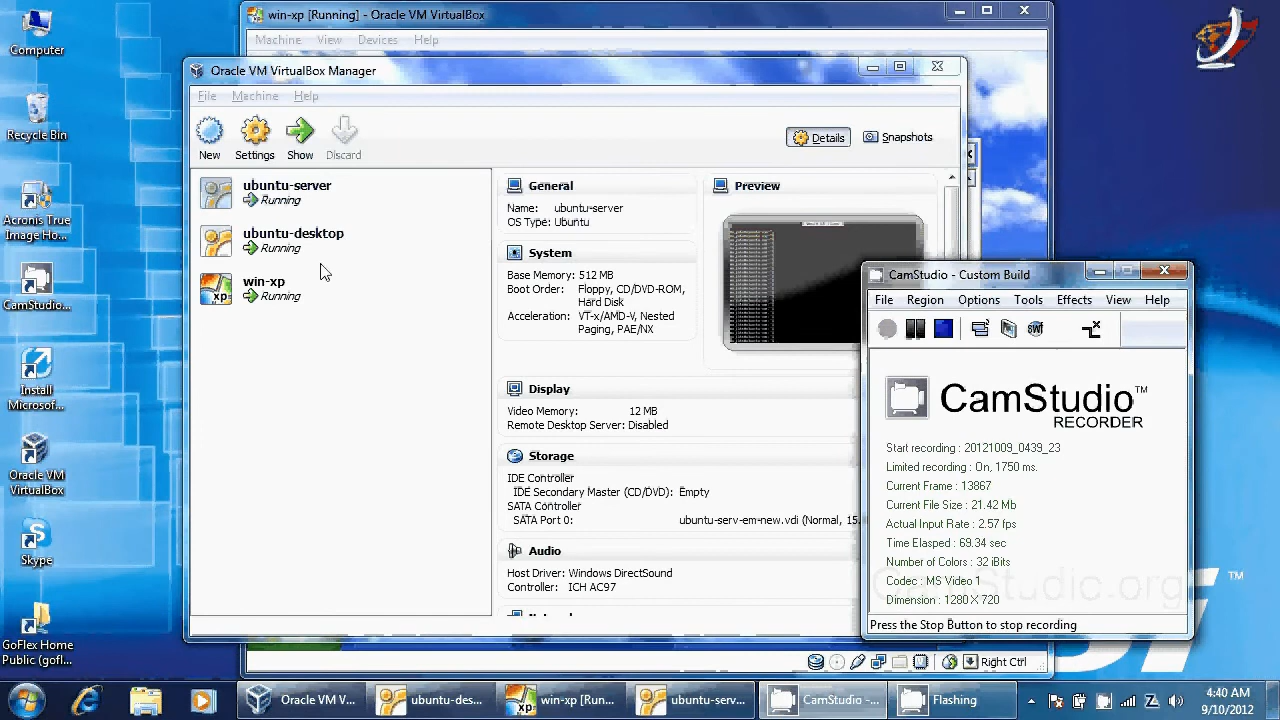 win-xp [Running] - Oracle VM VirtualBox
Machine View Devices Help
Oracle VM VirtualBox Manager
File Machine Help
New Settings Show Discard
Details Snapshots
ubuntu-server
Running
ubuntu-desktop
Running
win-xp
Running
General
Name: ubuntu-server
OS Type: Ubuntu
System
Base Memory: 512 MB
Boot Order: Floppy, CD/DVD-ROM,
Hard Disk
Acceleration: VT-x/AMD-V, Nested
Paging, PAE/NX
Preview
Display
Video Memory: 12 MB
Remote Desktop Server: Disabled
Storage
IDE Controller
IDE Secondary Master (CD/DVD): Empty
SATA Controller
SATA Port 0: ubuntu-serv-em-new.vdi (Normal, 15.
Audio
Host Driver: Windows DirectSound
Controller: ICH AC97
CamStudio - Custom Build
File Region Options Tools Effects View Help
CamStudio™
RECORDER
Start recording : 20121009_0439_23
Limited recording : On, 1750 ms.
Current Frame : 13867
Current File Size : 21.42 Mb
Actual Input Rate : 2.57 fps
Time Elasped : 69.34 sec
Number of Colors : 32 iBits
Codec : MS Video 1
Dimension : 1280 X 720
CamStudio.org
Press the Stop Button to stop recording
™
Right Ctrl
Computer
Recycle Bin
Acronis True
Image Ho...
CamStudio...
Install
Microsof...
Oracle VM
VirtualBox
Skype
GoFlex Home
Public (gofl...
Oracle VM V...
ubuntu-des...
win-xp [Run...
ubuntu-serv...
CamStudio -...
Flashing
4:40 AM
9/10/2012